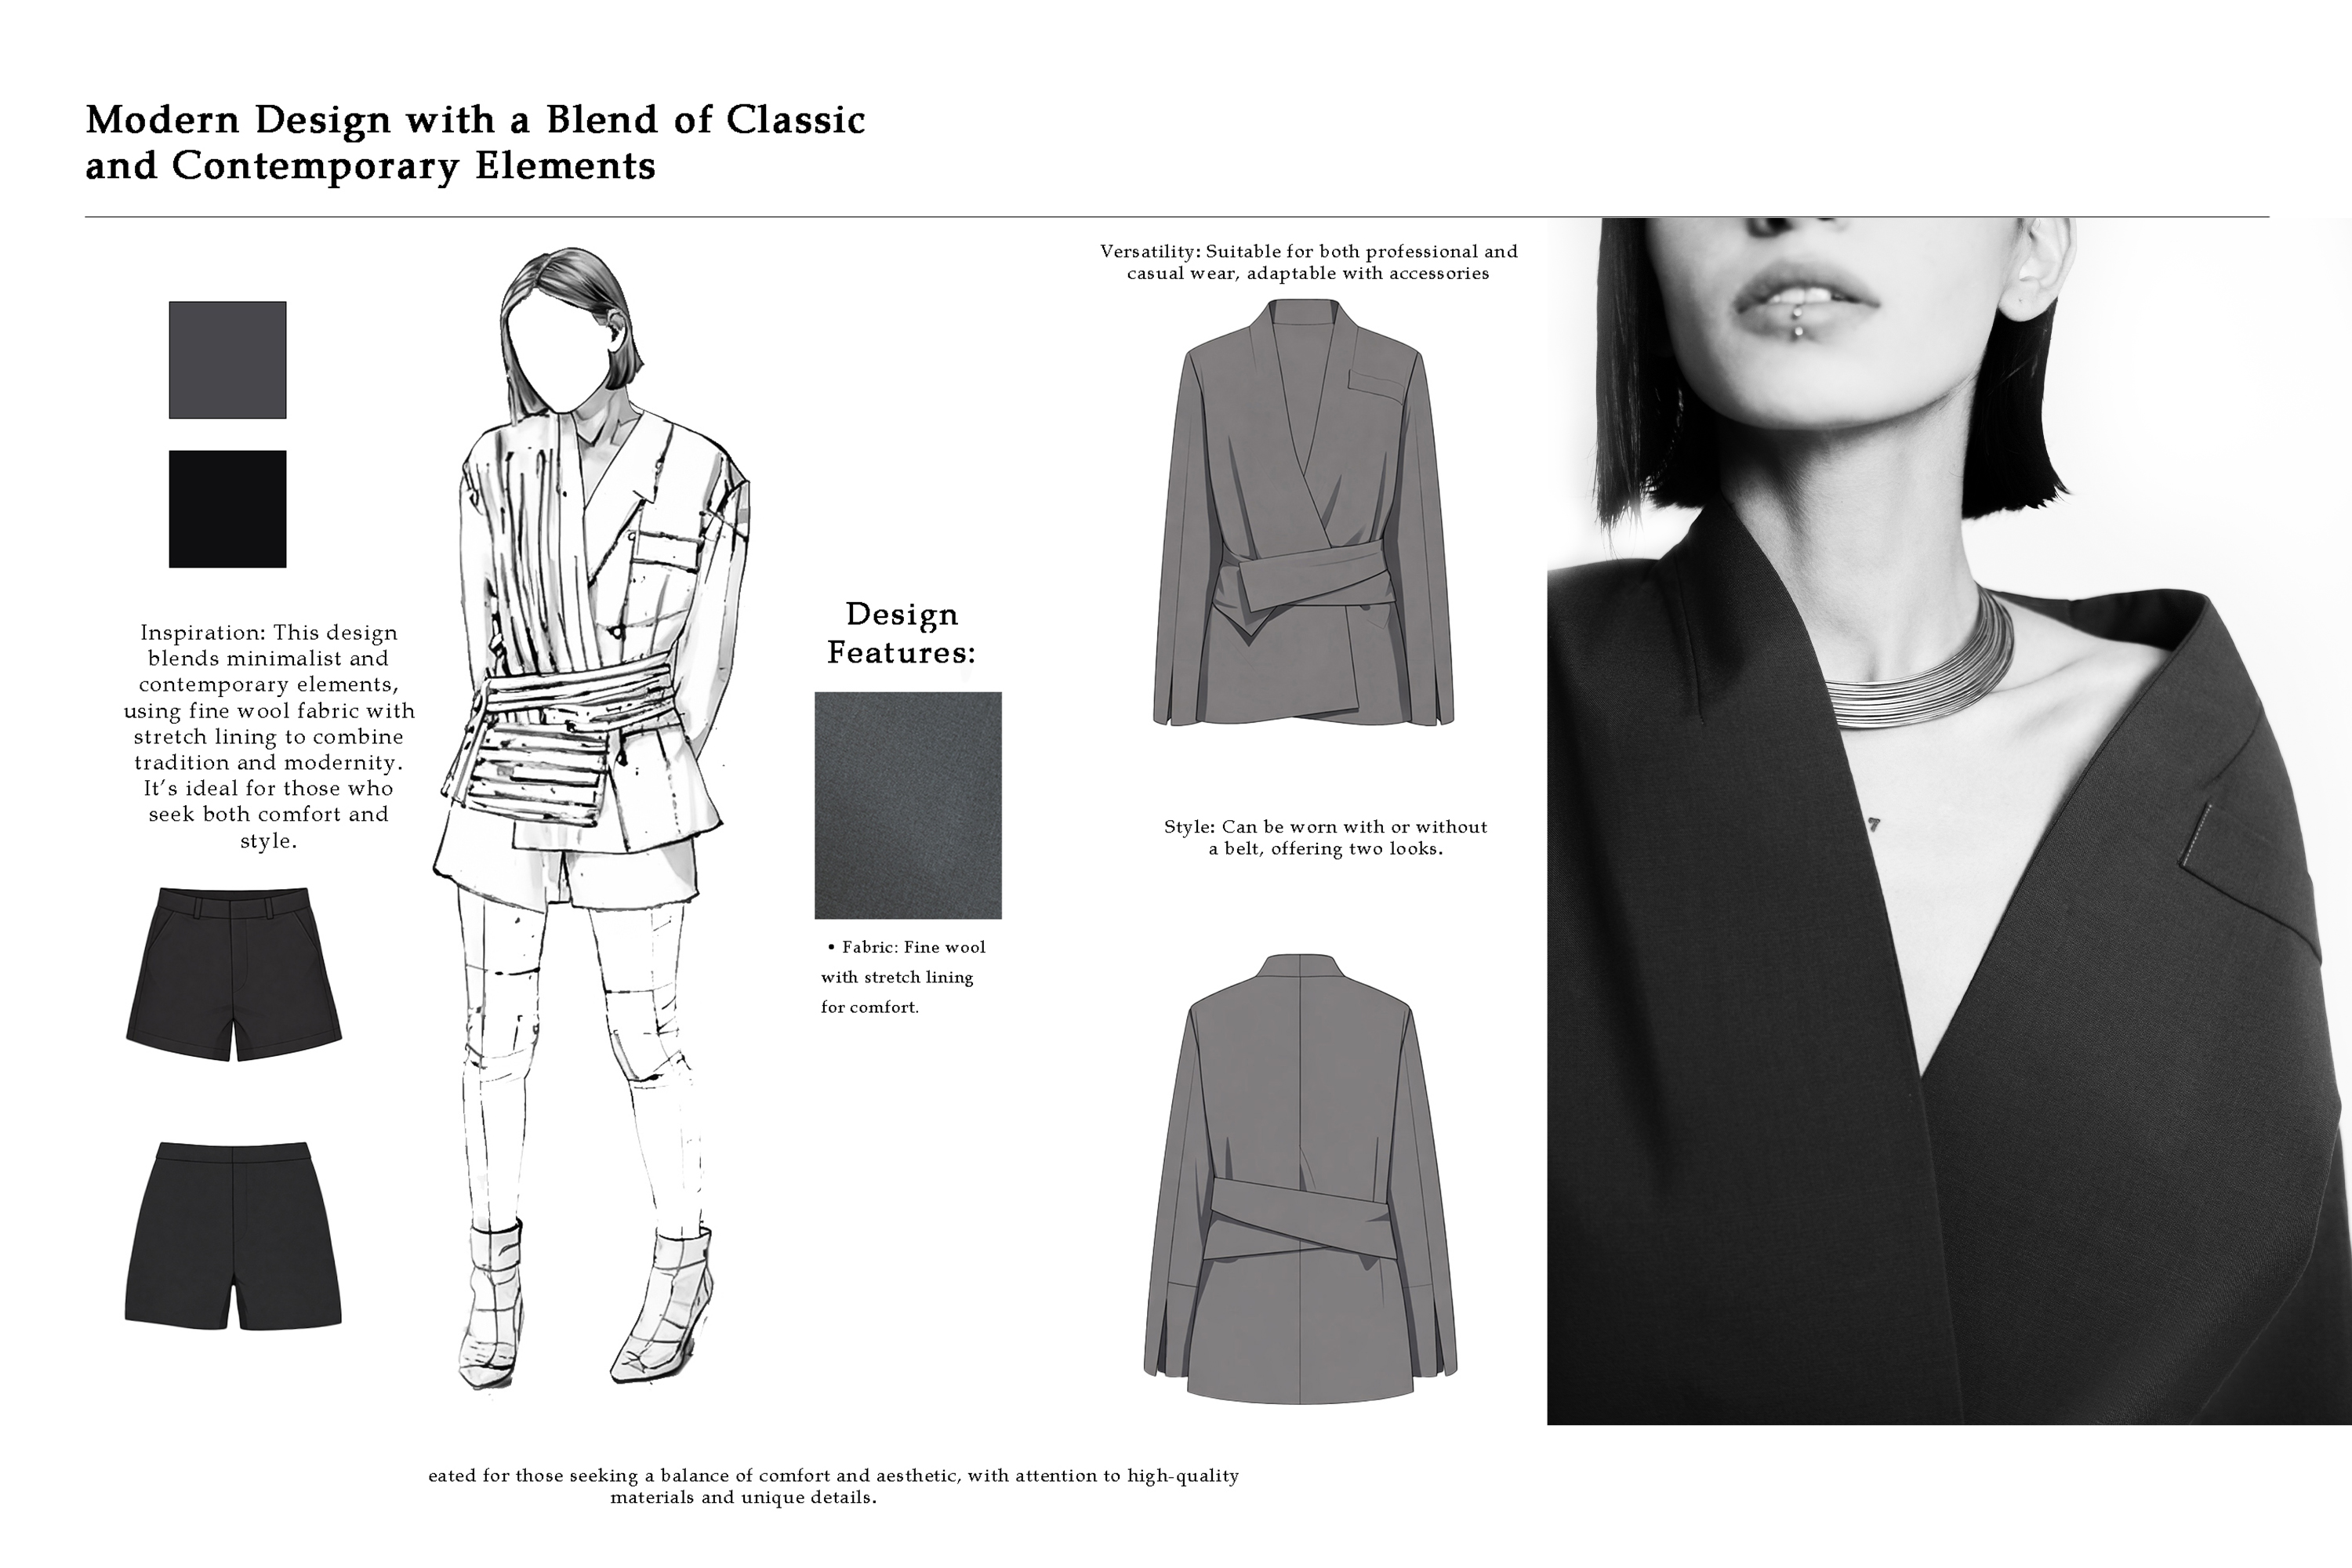 Modern Design with a Blend of Classic
and Contemporary Elements
Versatility: Suitable for both professional and
casual wear, adaptable with accessories
Inspiration: This design
blends minimalist and
contemporary elements,
using fine wool fabric with
stretch lining to combine
tradition and modernity.
It's ideal for those who
seek both comfort and
style.
Design
Features:
• Fabric: Fine wool
with stretch lining
for comfort.
Style: Can be worn with or without
a belt, offering two looks.
7
eated for those seeking a balance of comfort and aesthetic, with attention to high-quality
materials and unique details.